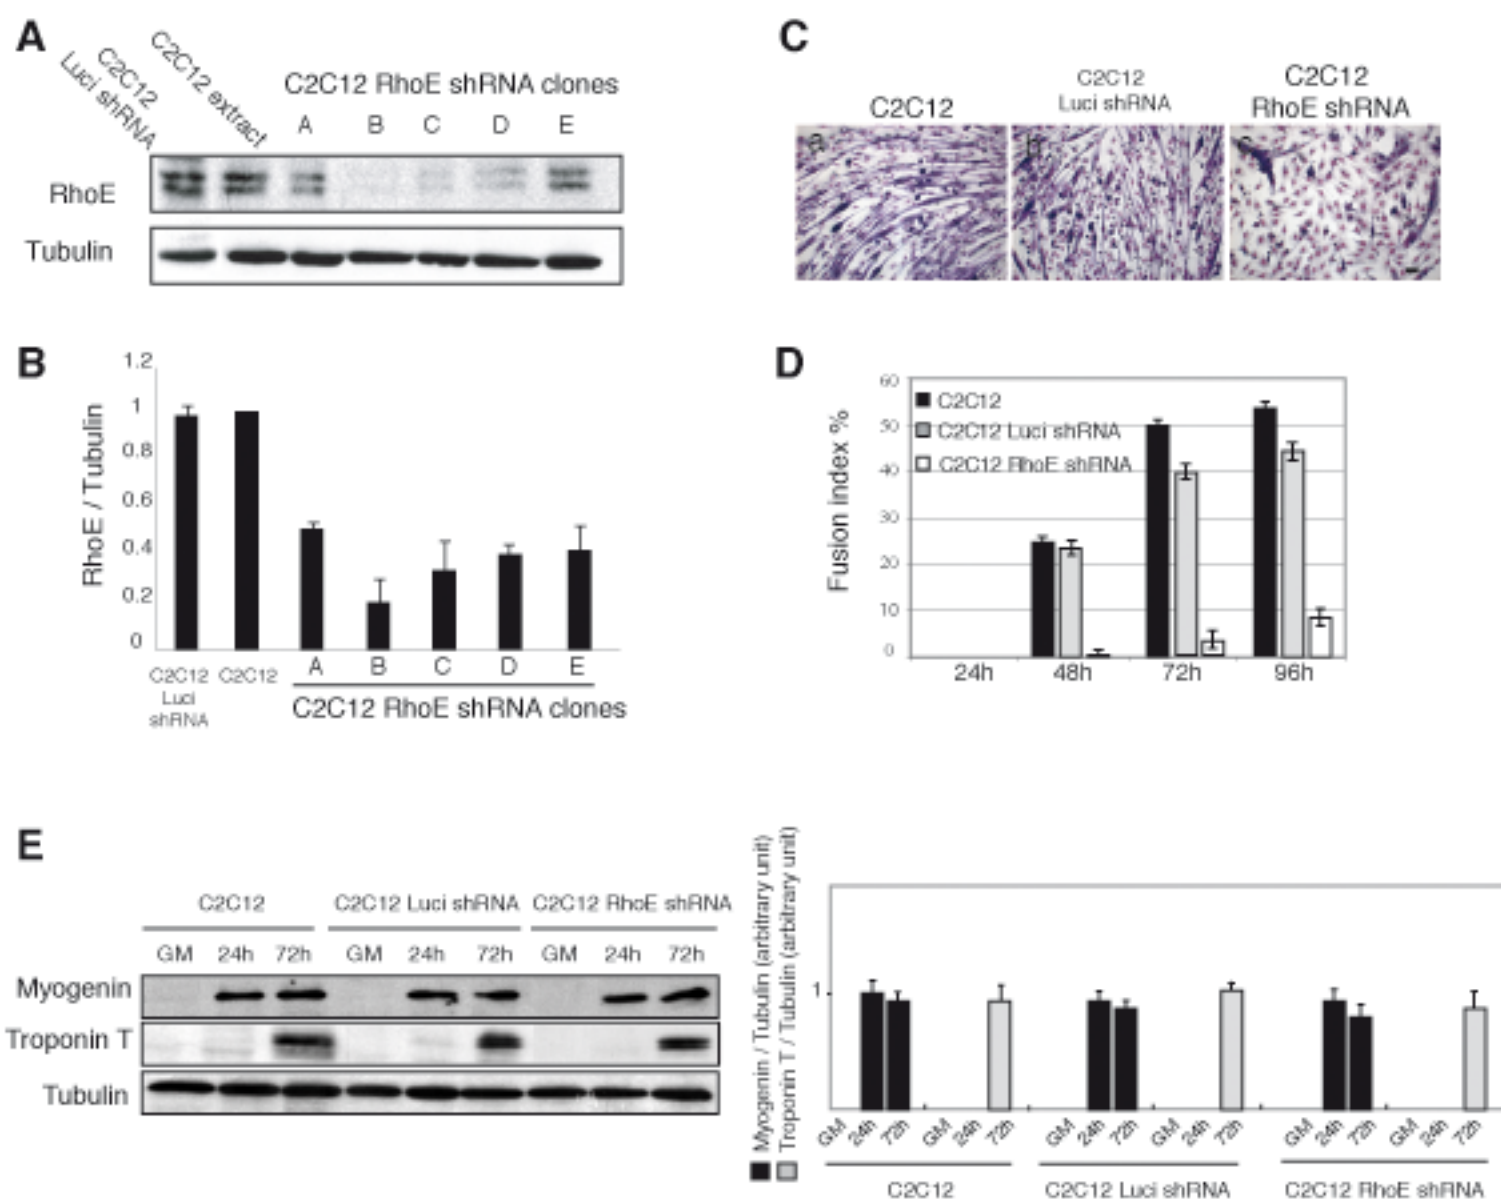 A
C2C12
Luci shRNA
C2C12 extract
C2C12 RhoE shRNA clones
A B C D E
RhoE
Tubulin
B
RhoE / Tubulin
1.2
1
0.8
0.6
0.4
0.2
0
C2C12
Luci
shRNA
C2C12
A B C D E
C2C12 RhoE shRNA clones
C
C2C12
C2C12
Luci shRNA
C2C12
RhoE shRNA
a b c
D
Fusion index %
60
50
40
30
20
10
0
C2C12
C2C12 Luci shRNA
C2C12 RhoE shRNA
24h 48h 72h 96h
E
C2C12 C2C12 Luci shRNA C2C12 RhoE shRNA
GM 24h 72h GM 24h 72h GM 24h 72h
Myogenin
Troponin T
Tubulin
Myogenin / Tubulin (arbitrary unit)
Troponin T / Tubulin (arbitrary unit)
1
GM 24h 72h GM 24h 72h GM 24h 72h GM 24h 72h GM 24h 72h GM 24h 72h
C2C12 C2C12 Luci shRNA C2C12 RhoE shRNA